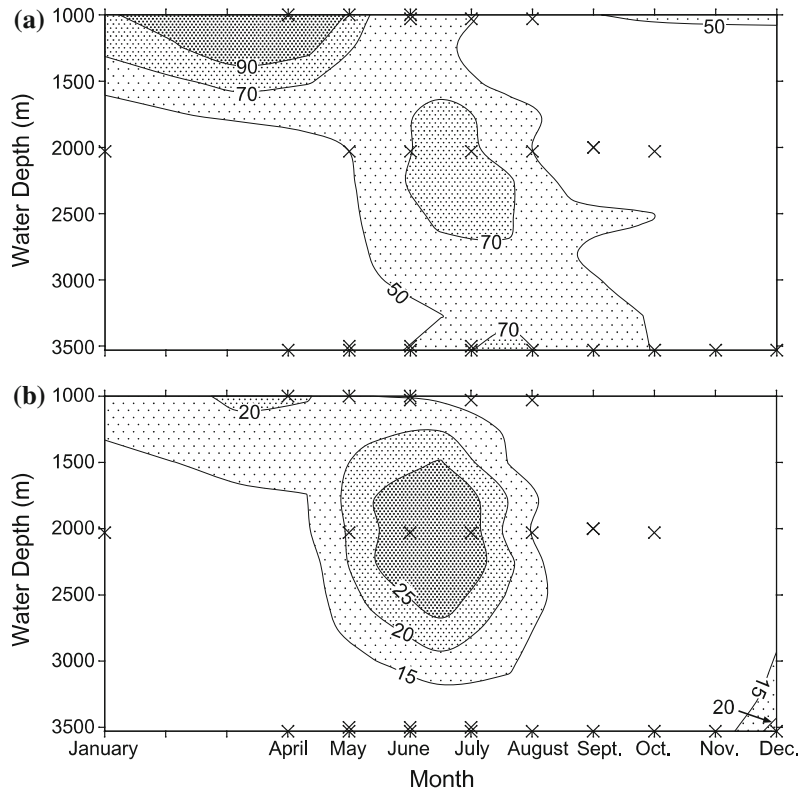 (a)
1000
1500
2000
2500
3000
3500
Water Depth (m)
90
70
50
70
50
70
(b)
1000
1500
2000
2500
3000
3500
Water Depth (m)
20
25
20
15
15
20
January
April
May
June
July
August
Sept.
Oct.
Nov.
Dec.
Month